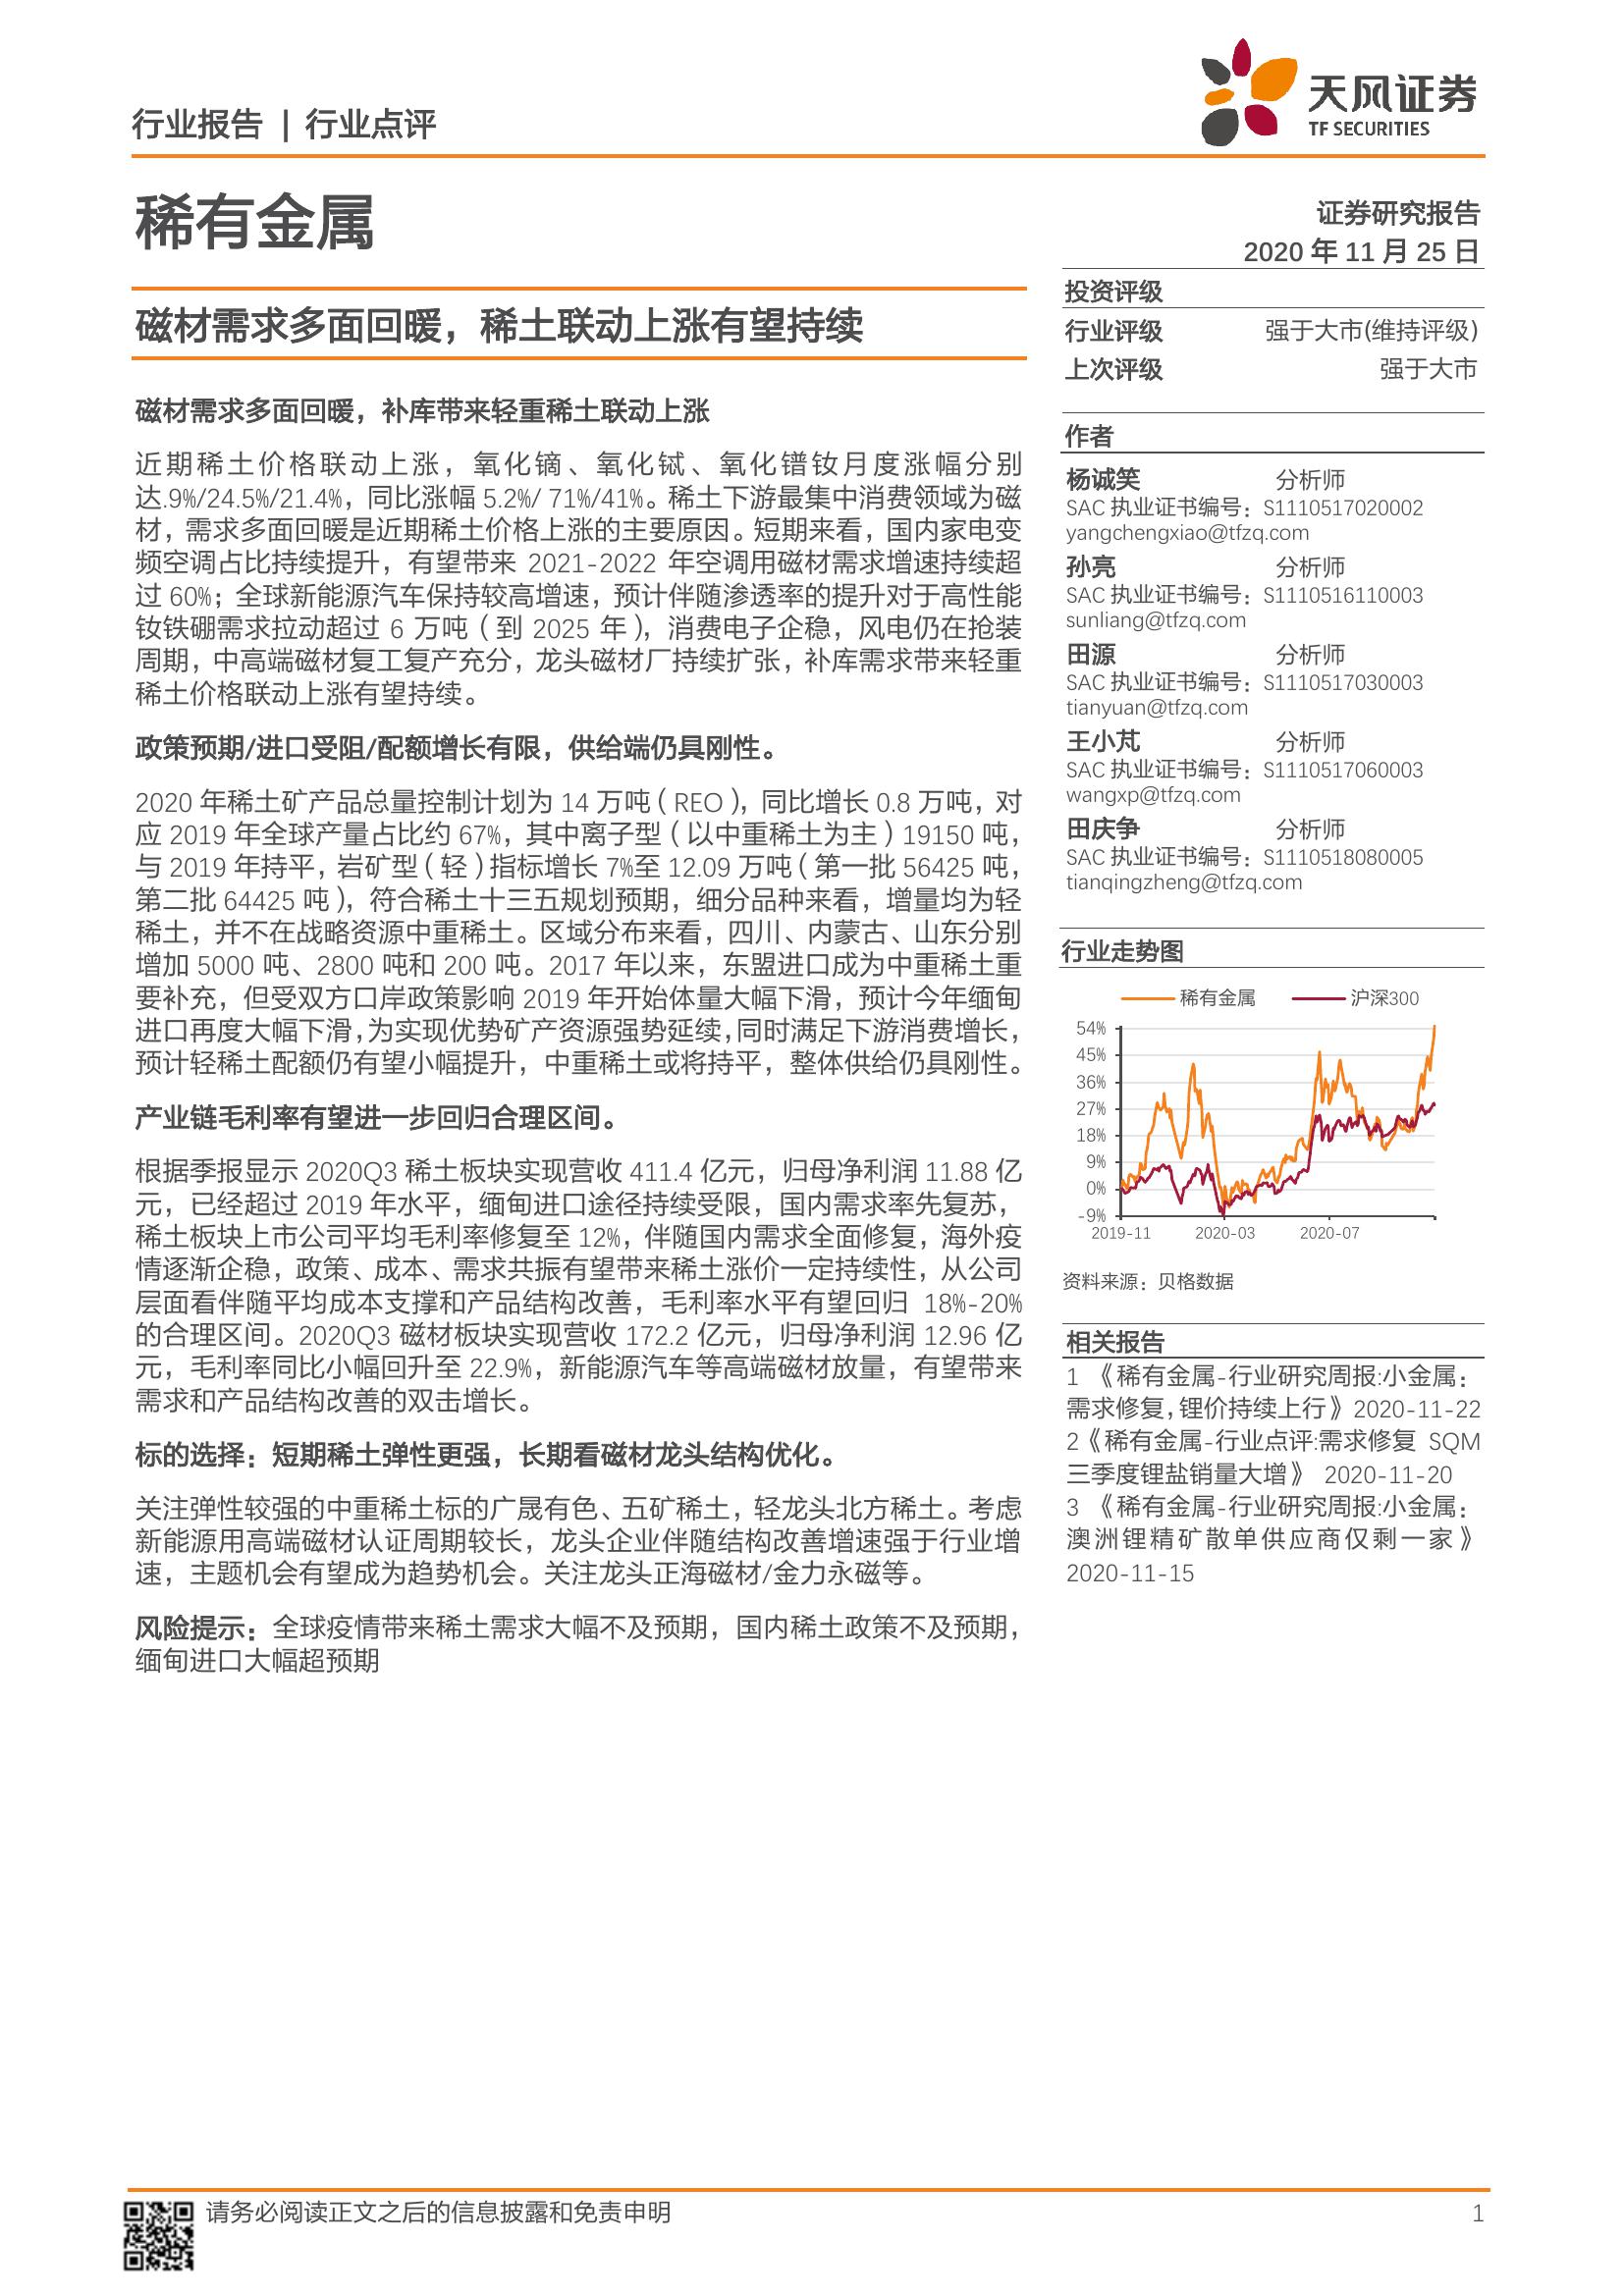 天风证券
TF SECURITIES
行业报告 | 行业点评
稀有金属
证券研究报告
2020 年 11 月 25 日
磁材需求多面回暖，稀土联动上涨有望持续
磁材需求多面回暖，补库带来轻重稀土联动上涨
近期稀土价格联动上涨，氧化镝、氧化铽、氧化镨钕月度涨幅分别
达.9%/24.5%/21.4%，同比涨幅 5.2%/ 71%/41%。稀土下游最集中消费领域为磁
材，需求多面回暖是近期稀土价格上涨的主要原因。短期来看，国内家电变
频空调占比持续提升，有望带来 2021-2022 年空调用磁材需求增速持续超
过 60%；全球新能源汽车保持较高增速，预计伴随渗透率的提升对于高性能
钕铁硼需求拉动超过 6 万吨（到 2025 年），消费电子企稳，风电仍在抢装
周期，中高端磁材复工复产充分，龙头磁材厂持续扩张，补库需求带来轻重
稀土价格联动上涨有望持续。
政策预期/进口受阻/配额增长有限，供给端仍具刚性。
2020 年稀土矿产品总量控制计划为 14 万吨（REO），同比增长 0.8 万吨，对
应 2019 年全球产量占比约 67%，其中离子型（以中重稀土为主）19150 吨，
与 2019 年持平，岩矿型（轻）指标增长 7%至 12.09 万吨（第一批 56425 吨，
第二批 64425 吨），符合稀土十三五规划预期，细分品种来看，增量均为轻
稀土，并不在战略资源中重稀土。区域分布来看，四川、内蒙古、山东分别
增加 5000 吨、2800 吨和 200 吨。2017 年以来，东盟进口成为中重稀土重
要补充，但受双方口岸政策影响 2019 年开始体量大幅下滑，预计今年缅甸
进口再度大幅下滑,为实现优势矿产资源强势延续,同时满足下游消费增长，
预计轻稀土配额仍有望小幅提升，中重稀土或将持平，整体供给仍具刚性。
产业链毛利率有望进一步回归合理区间。
根据季报显示 2020Q3 稀土板块实现营收 411.4 亿元，归母净利润 11.88 亿
元，已经超过 2019 年水平，缅甸进口途径持续受限，国内需求率先复苏，
稀土板块上市公司平均毛利率修复至 12%，伴随国内需求全面修复，海外疫
情逐渐企稳，政策、成本、需求共振有望带来稀土涨价一定持续性，从公司
层面看伴随平均成本支撑和产品结构改善，毛利率水平有望回归 18%-20%
的合理区间。2020Q3 磁材板块实现营收 172.2 亿元，归母净利润 12.96 亿
元，毛利率同比小幅回升至 22.9%，新能源汽车等高端磁材放量，有望带来
需求和产品结构改善的双击增长。
标的选择：短期稀土弹性更强，长期看磁材龙头结构优化。
关注弹性较强的中重稀土标的广晟有色、五矿稀土，轻龙头北方稀土。考虑
新能源用高端磁材认证周期较长，龙头企业伴随结构改善增速强于行业增
速，主题机会有望成为趋势机会。关注龙头正海磁材/金力永磁等。
风险提示：全球疫情带来稀土需求大幅不及预期，国内稀土政策不及预期，
缅甸进口大幅超预期
投资评级
行业评级 强于大市(维持评级)
上次评级 强于大市
作者
杨诚笑 分析师
SAC 执业证书编号：S1110517020002
yangchengxiao@tfzq.com
孙亮 分析师
SAC 执业证书编号：S1110516110003
sunliang@tfzq.com
田源 分析师
SAC 执业证书编号：S1110517030003
tianyuan@tfzq.com
王小芃 分析师
SAC 执业证书编号：S1110517060003
wangxp@tfzq.com
田庆争 分析师
SAC 执业证书编号：S1110518080005
tianqingzheng@tfzq.com
行业走势图
稀有金属 沪深300
54%
45%
36%
27%
18%
9%
0%
-9%
2019-11 2020-03 2020-07
资料来源：贝格数据
相关报告
1 《稀有金属-行业研究周报:小金属：
需求修复,锂价持续上行》2020-11-22
2《稀有金属-行业点评:需求修复 SQM
三季度锂盐销量大增》 2020-11-20
3 《稀有金属-行业研究周报:小金属：
澳洲锂精矿散单供应商仅剩一家》
2020-11-15
请务必阅读正文之后的信息披露和免责申明 1